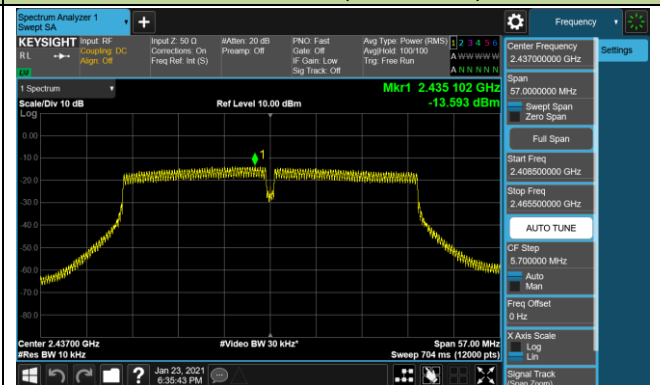 Spectrum Analyzer 1
Swept SA
+
Frequency
KEYSIGHT
RL
LV
Input: RF
Coupling: DC
Align: Off
Input Z: 50 Ω
Corrections: On
Freq Ref: Int (S)
#Atten: 20 dB
Preamp: Off
PNO: Fast
Gate: Off
IF Gain: Low
Sig Track: Off
Avg Type: Power (RMS)
Avg|Hold: 100/100
Trig: Free Run
1 2 3 4 5 6
A W W W W W
A N N N N N
1 Spectrum
Mkr1 2.435 102 GHz
Scale/Div 10 dB
Ref Level 10.00 dBm
-13.593 dBm
Log
1
0.00
-10.0
-20.0
-30.0
-40.0
-50.0
-60.0
-70.0
-80.0
Center 2.43700 GHz
#Video BW 30 kHz*
Span 57.00 MHz
#Res BW 10 kHz
Sweep 704 ms (12000 pts)
Jan 23, 2021
6:35:43 PM
?
Center Frequency
2.437000000 GHz
Settings
Span
57.0000000 MHz
Swept Span
Zero Span
Full Span
Start Freq
2.408500000 GHz
Stop Freq
2.465500000 GHz
AUTO TUNE
CF Step
5.700000 MHz
Auto
Man
Freq Offset
0 Hz
X Axis Scale
Log
Lin
Signal Track
(Span Zoom)